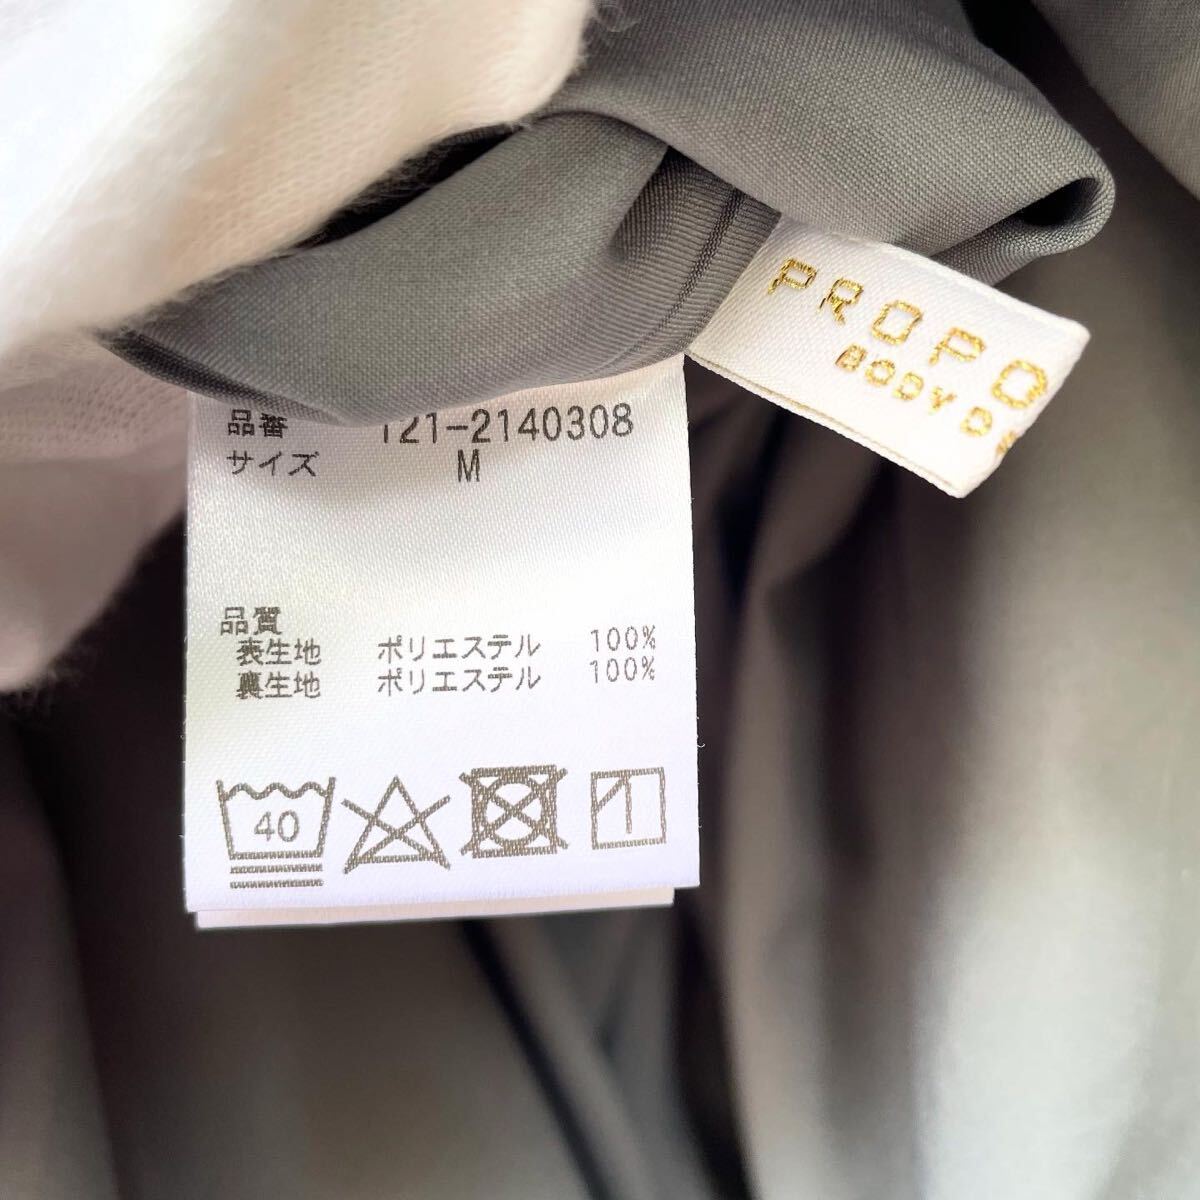 PROPO
BODY D
品番 121-2140308
サイズ M
品質
表生地 ポリエステル 100%
裏生地 ポリエステル 100%
40